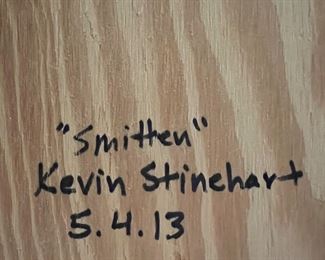 "Smitten"
Kevin Stinehart
5.4.13